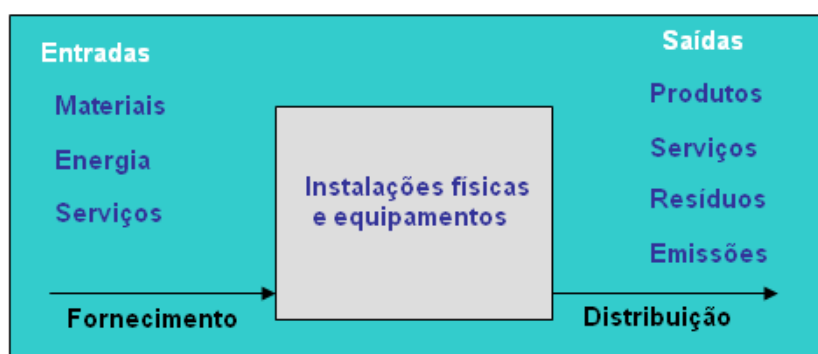 Entradas
Materiais
Energia
Serviços
Fornecimento
Instalações físicas
e equipamentos
Saídas
Produtos
Serviços
Resíduos
Emissões
Distribuição